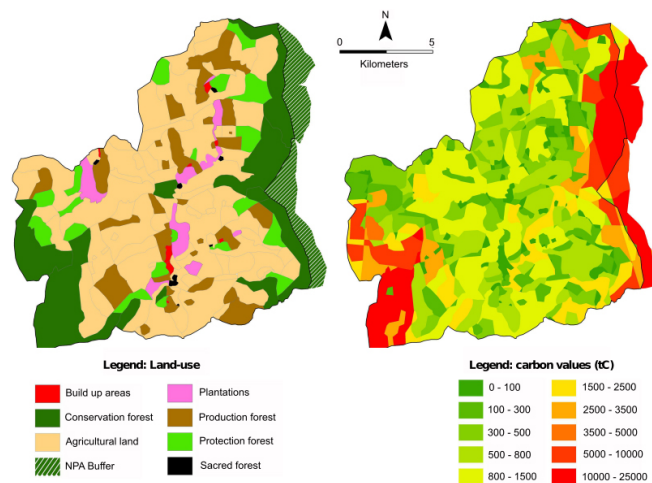 N
0 5
Kilometers
Legend: Land-use
Build up areas
Plantations
Conservation forest
Production forest
Agricultural land
Protection forest
NPA Buffer
Sacred forest
Legend: carbon values (tC)
0 - 100
1500 - 2500
100 - 300
2500 - 3500
300 - 500
3500 - 5000
500 - 800
5000 - 10000
800 - 1500
10000 - 25000